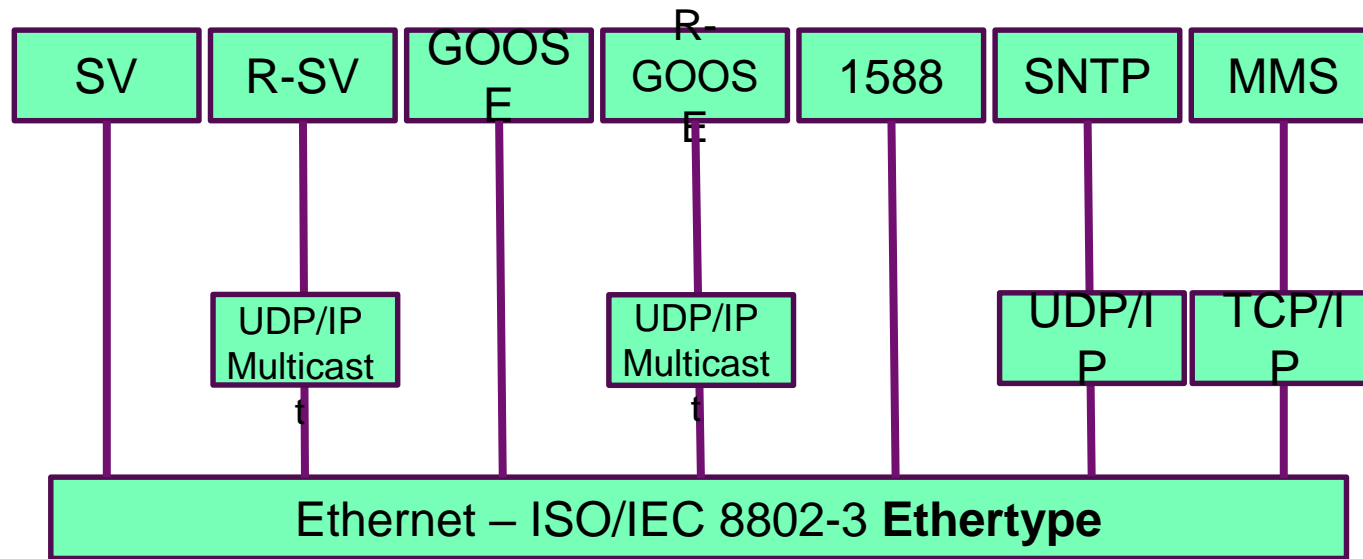 SV
R-SV
GOOS
E
R-
GOOS
E
1588
SNTP
MMS
UDP/IP
Multicast
t
UDP/IP
Multicast
t
UDP/I
P
TCP/I
P
Ethernet – ISO/IEC 8802-3 Ethertype